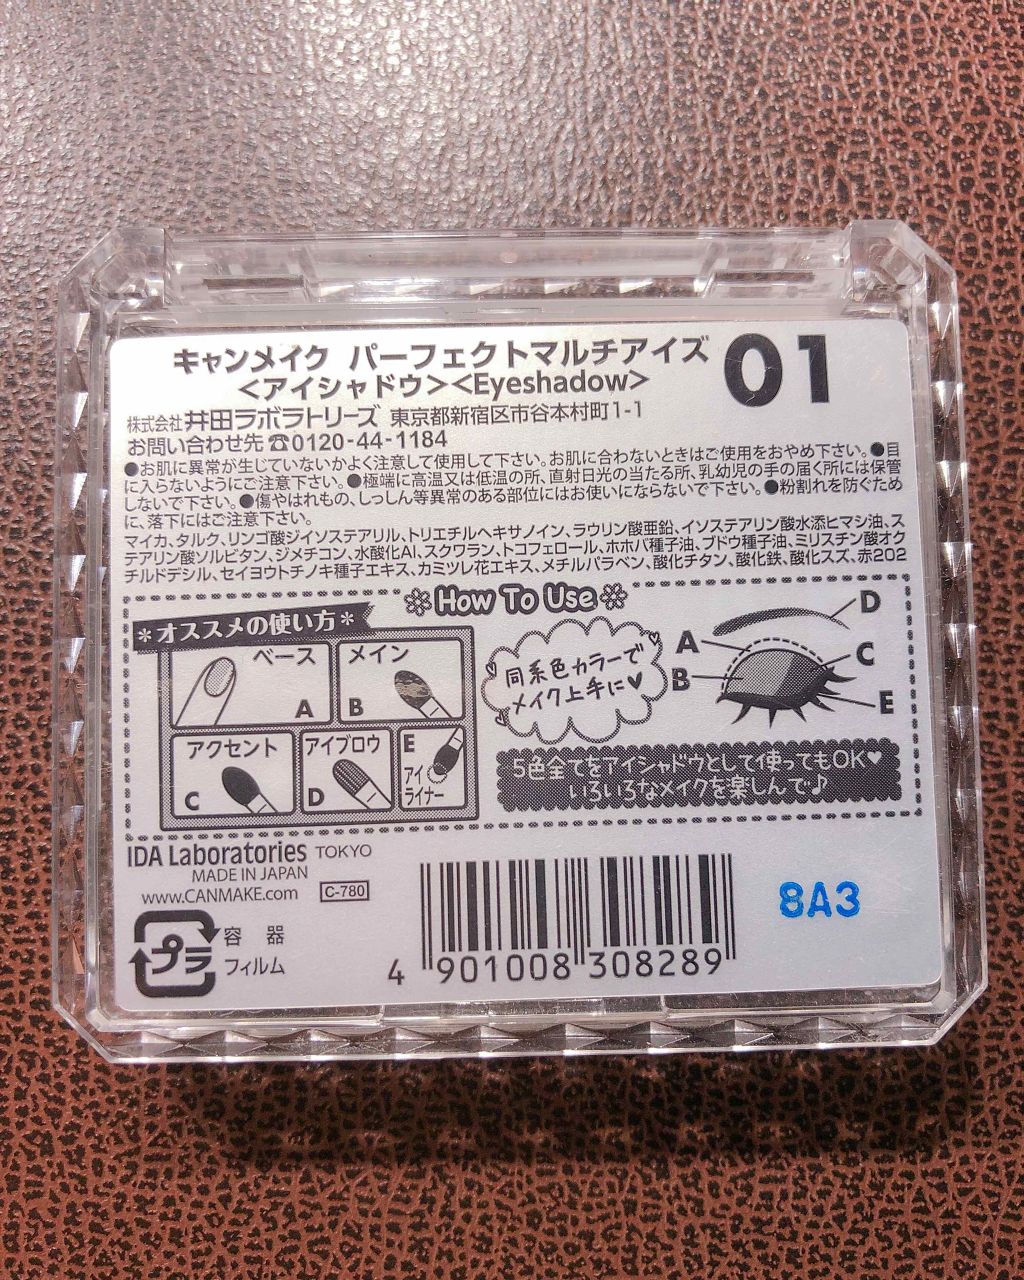 キャンメイク パーフェクトマルチアイズ
<アイシャドウ><Eyeshadow>
01
株式会社 井田ラボラトリーズ 東京都新宿区市谷本村町1-1
お問い合わせ先☎0120-44-1184
●お肌に異常が生じていないかよく注意して使用して下さい。お肌に合わないときはご使用をおやめ下さい。●目
に入らないようにご注意下さい。●極端に高温又は低温の所、直射日光の当たる所、乳幼児の手の届く所には保管
しないで下さい。●傷やはれもの、しっしん等異常のある部位にはお使いにならないで下さい。●粉割れを防ぐため
に、落下にはご注意下さい。
マイカ、タルク、リンゴ酸ジイソステアリル、トリエチルヘキサノイン、ラウリン酸亜鉛、イソステアリン酸水添ヒマシ油、ス
テアリン酸ソルビタン、ジメチコン、水酸化Al、スクワラン、トコフェロール、ホホバ種子油、ブドウ種子油、ミリスチン酸オク
チルドデシル、セイヨウトチノキ種子エキス、カミツレ花エキス、メチルパラベン、酸化チタン、酸化鉄、酸化スズ、赤202
How To Use
*オススメの使い方*
ベース
A
メイン
B
アクセント
C
アイブロウ
D
E
アイ
ライナー
同系色カラーで
メイク上手に♥
A
B
D
C
E
5色全てをアイシャドウとして使ってもOK♥
いろいろなメイクを楽しんで♪
IDA Laboratories TOKYO
MADE IN JAPAN
www.CANMAKE.com C-780
プラ
容 器
フィルム
4 901008 308289
8A3